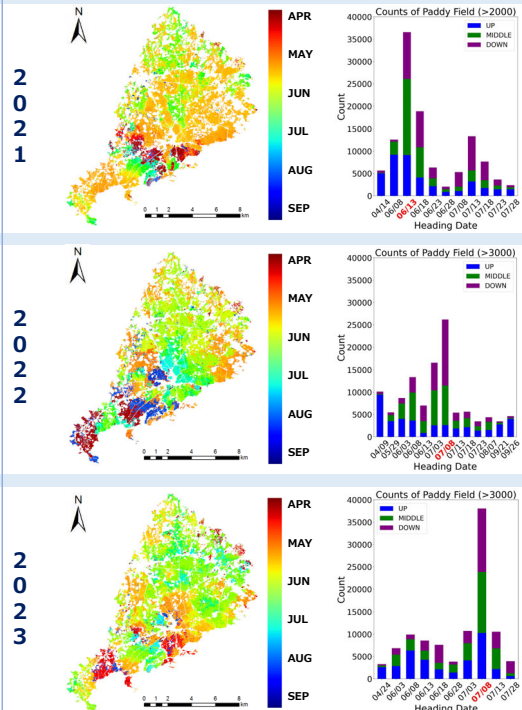 2021
N
0 1 2 4 6 8
km
APR
MAY
JUN
JUL
AUG
SEP
Counts of Paddy Field (>2000)
UP
MIDDLE
DOWN
Count
40000
35000
30000
25000
20000
15000
10000
5000
0
04/14 06/08 06/13 06/18 06/23 06/28 07/08 07/13 07/18 07/23 07/28
Heading Date
2022
N
0 1 2 4 6 8
km
APR
MAY
JUN
JUL
AUG
SEP
Counts of Paddy Field (>3000)
UP
MIDDLE
DOWN
Count
40000
35000
30000
25000
20000
15000
10000
5000
0
04/09 05/29 06/03 06/08 06/13 07/03 07/08 07/13 07/18 07/23 08/07 09/21 09/26
Heading Date
2023
N
0 1 2 4 6 8
km
APR
MAY
JUN
JUL
AUG
SEP
Counts of Paddy Field (>3000)
UP
MIDDLE
DOWN
Count
40000
35000
30000
25000
20000
15000
10000
5000
0
04/24 06/03 06/08 06/13 06/18 06/28 07/03 07/08 07/13 07/28
Heading Date